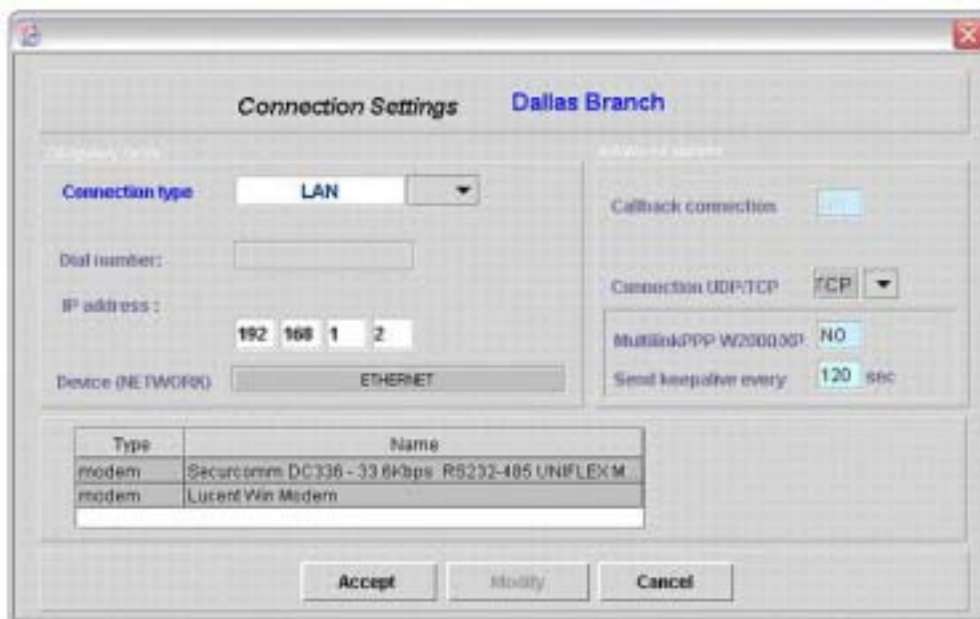 Connection Settings Dallas Branch
Connection type LAN
Dial number:
IP address :
192 168 1 2
Device (NETWORK) ETHERNET
Callback connection
Connection UDP/TCP TCP
MultilinkPPP W2000/XP NO
Send keepalive every 120 sec
Type Name
modem Securcomm DC336 - 33.6Kbps RS232-485 UNIFLEX M...
modem Lucent Win Modem
Accept Modify Cancel